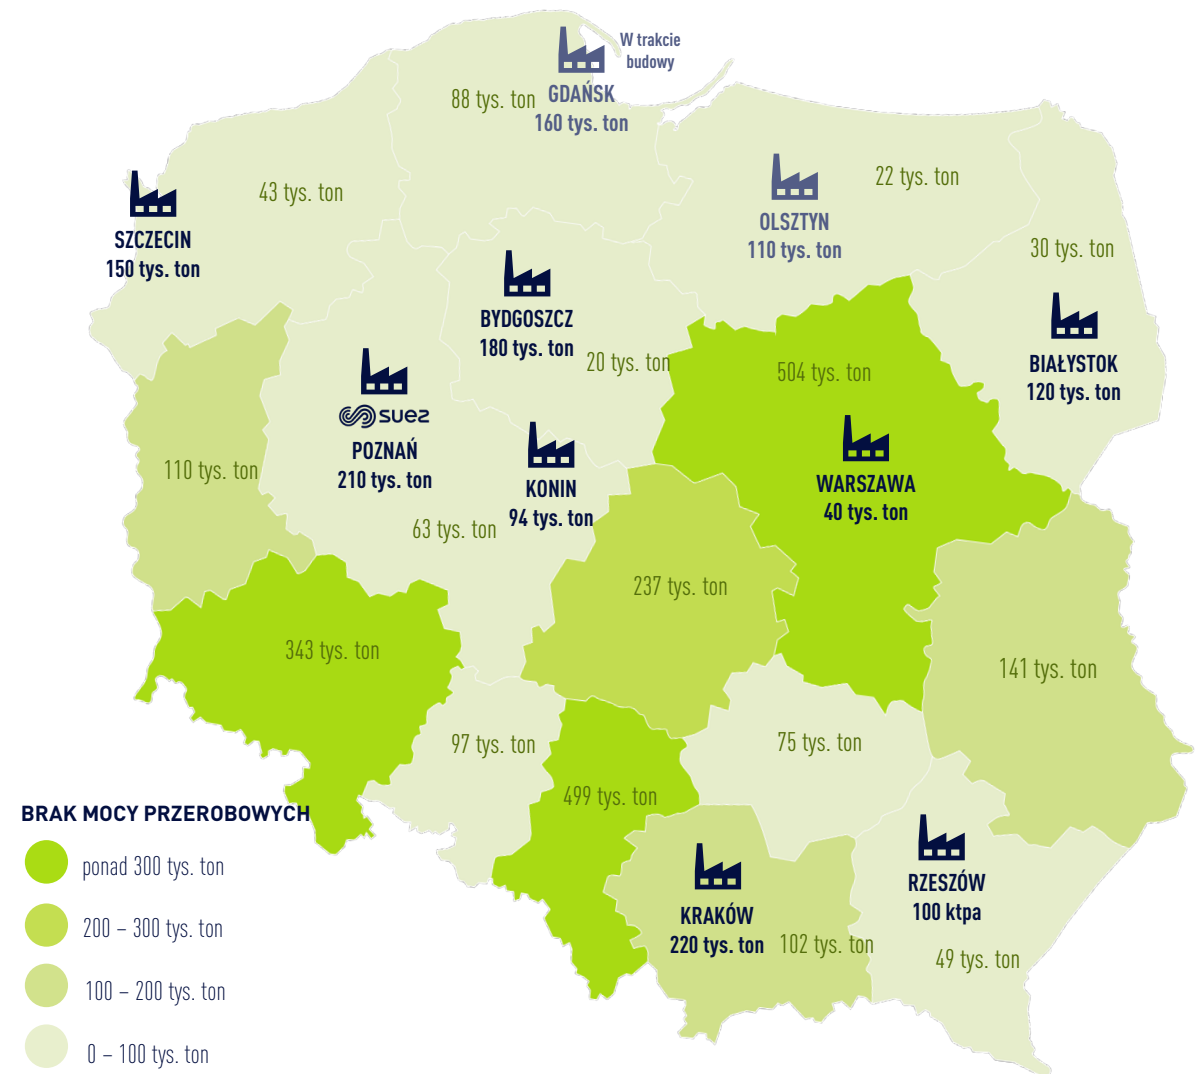 W trakcie
budowy
88 tys. ton
GDAŃSK
160 tys. ton
43 tys. ton
22 tys. ton
SZCZECIN
150 tys. ton
OLSZTYN
110 tys. ton
30 tys. ton
BYDGOSZCZ
180 tys. ton
20 tys. ton
504 tys. ton
BIAŁYSTOK
120 tys. ton
suez
POZNAŃ
210 tys. ton
110 tys. ton
KONIN
94 tys. ton
WARSZAWA
40 tys. ton
63 tys. ton
237 tys. ton
343 tys. ton
141 tys. ton
97 tys. ton
75 tys. ton
499 tys. ton
BRAK MOCY PRZEROBOWYCH
ponad 300 tys. ton
200 – 300 tys. ton
100 – 200 tys. ton
0 – 100 tys. ton
KRAKÓW
220 tys. ton
102 tys. ton
RZESZÓW
100 ktpa
49 tys. ton